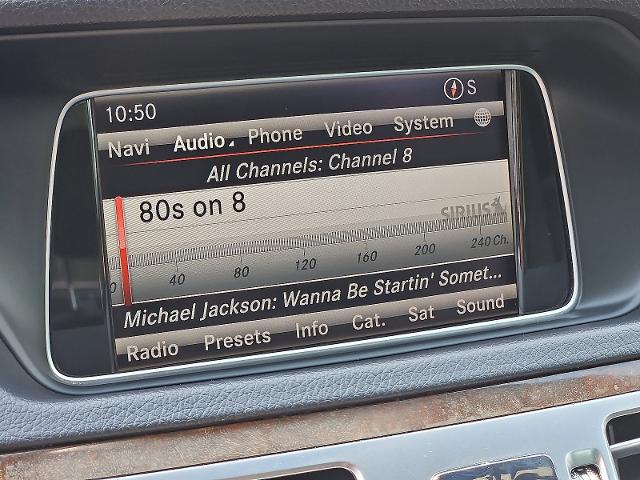 10:50 S
Navi Audio Phone Video System
All Channels: Channel 8
80s on 8
SIRIUS
0 40 80 120 160 200 240 Ch.
Michael Jackson: Wanna Be Startin' Somet...
Radio Presets Info Cat. Sat Sound